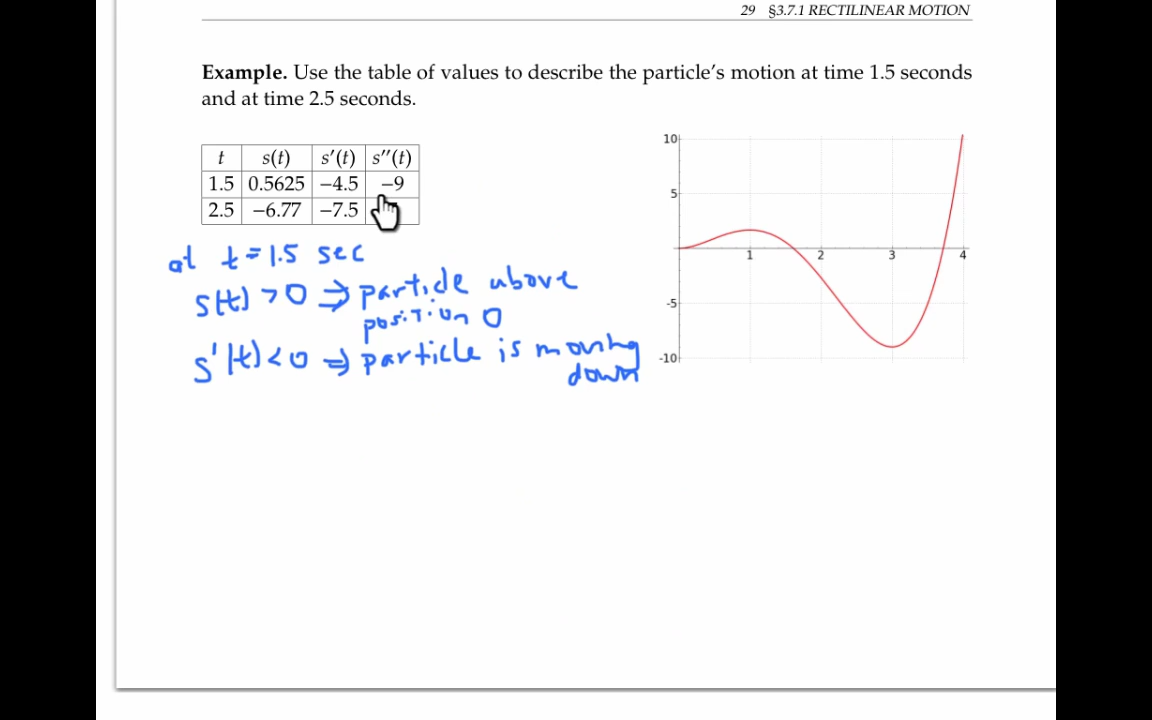 29 §3.7.1 RECTILINEAR MOTION
Example. Use the table of values to describe the particle's motion at time 1.5 seconds
and at time 2.5 seconds.
t s(t) s′(t) s′′(t)
1.5 0.5625 −4.5 −9
2.5 −6.77 −7.5
at t = 1.5 sec
s(t) > 0 ⇒ particle above
position 0
s'(t) < 0 ⇒ particle is moving
down
10
5
1 2 3 4
-5
-10